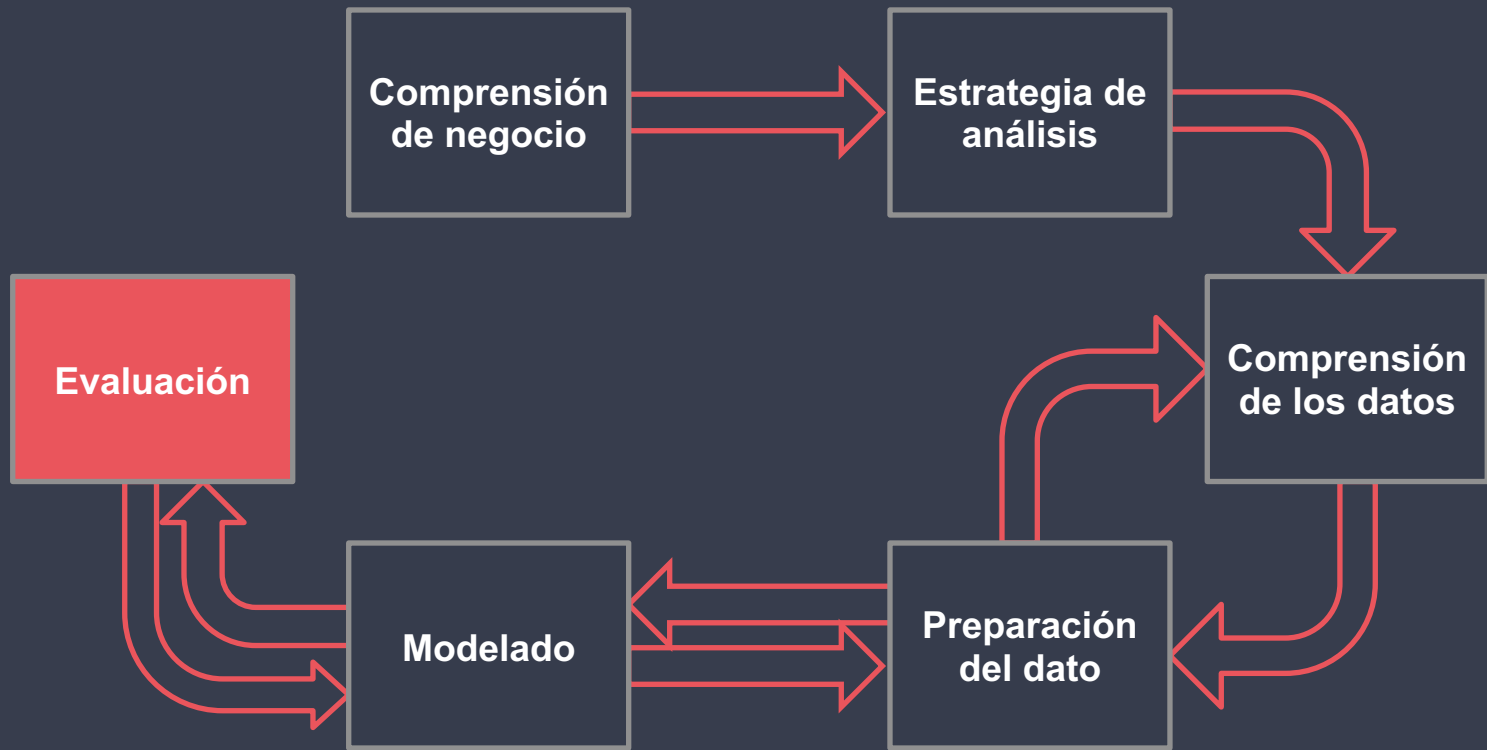 Comprensión
de negocio
Estrategia de
análisis
Comprensión
de los datos
Preparación
del dato
Modelado
Evaluación